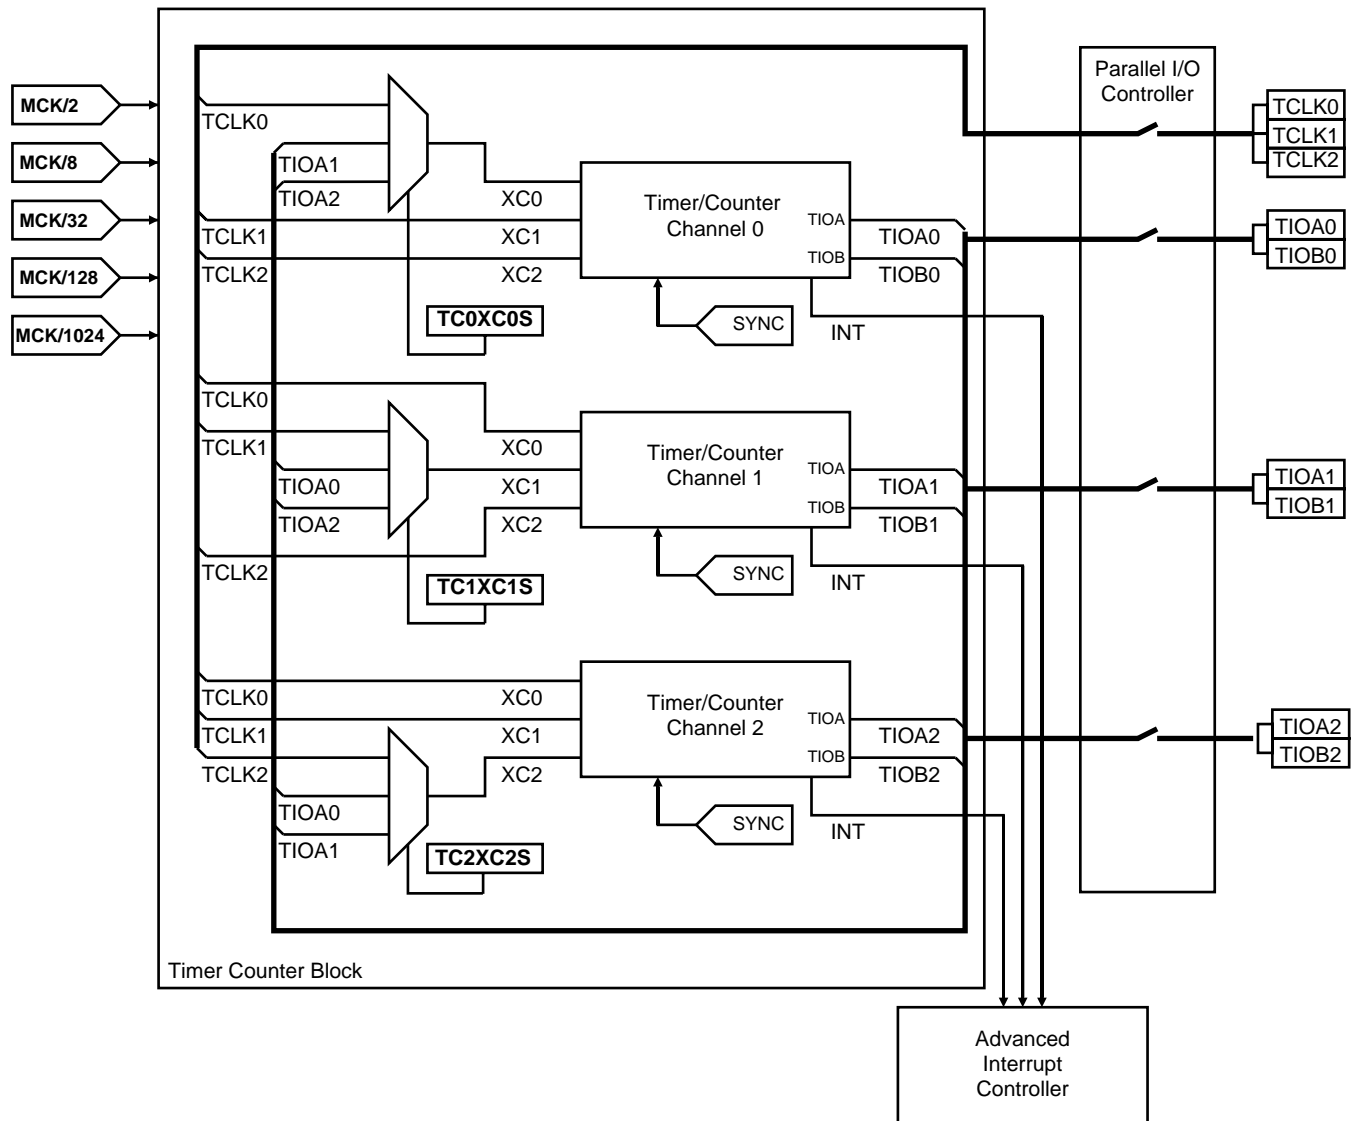 MCK/2
MCK/8
MCK/32
MCK/128
MCK/1024
TCLK0
TIOA1
TIOA2
TCLK1
TCLK2
XC0
XC1
XC2
TC0XC0S
Timer/Counter
Channel 0
TIOA
TIOB
TIOA0
TIOB0
SYNC
INT
TCLK0
TCLK1
TIOA0
TIOA2
TCLK2
XC0
XC1
XC2
TC1XC1S
Timer/Counter
Channel 1
TIOA
TIOB
TIOA1
TIOB1
SYNC
INT
TCLK0
TCLK1
TCLK2
TIOA0
TIOA1
XC0
XC1
XC2
TC2XC2S
Timer/Counter
Channel 2
TIOA
TIOB
TIOA2
TIOB2
SYNC
INT
Timer Counter Block
Parallel I/O
Controller
TCLK0
TCLK1
TCLK2
TIOA0
TIOB0
TIOA1
TIOB1
TIOA2
TIOB2
Advanced
Interrupt
Controller